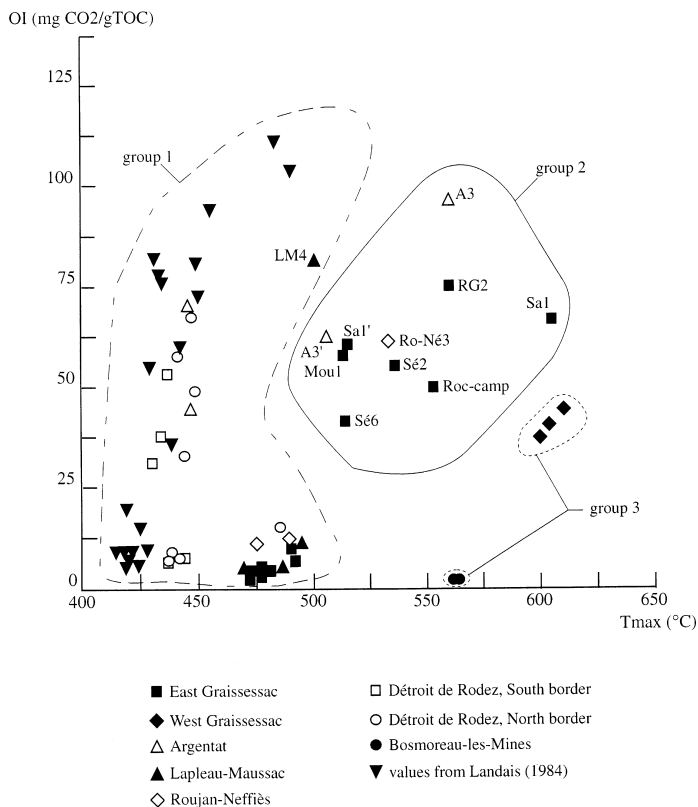 OI (mg CO2/gTOC)
125
group 1
group 2
100
A3
LM4
75
RG2
Sa1
Sa1'
A3'
Ro-Né3
Mou1
Sé2
50
Roc-camp
Sé6
25
group 3
0
400
450
500
550
600
650
Tmax (°C)
East Graissessac
West Graissessac
Argentat
Lapleau-Maussac
Roujan-Neffiès
Détroit de Rodez, South border
Détroit de Rodez, North border
Bosmoreau-les-Mines
values from Landais (1984)